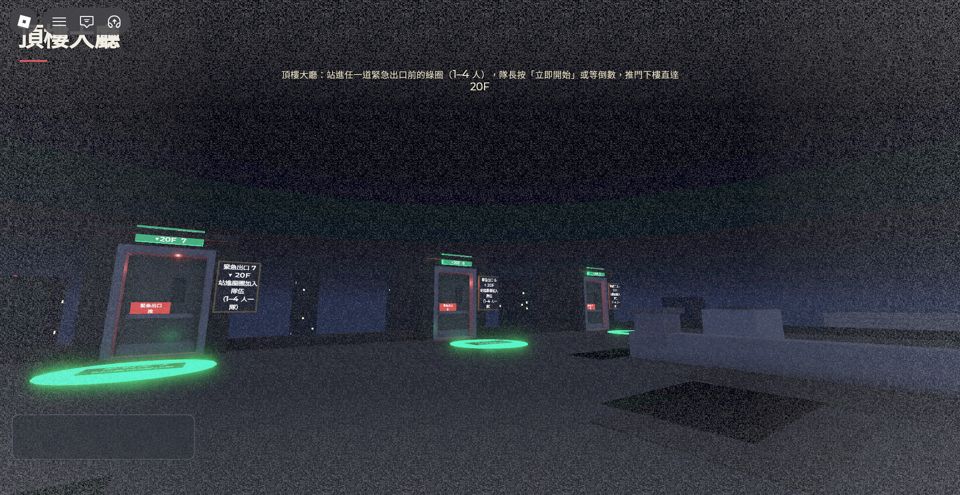 頂樓大廳
頂樓大廳：站進任一道緊急出口前的綠圈（1–4 人），隊長按「立即開始」或等倒數，推門下樓直達
20F
▼20F 7
緊急出口 7
▼ 20F
站進綠圈加入
隊伍
（1–4 人一
隊）
緊急出口